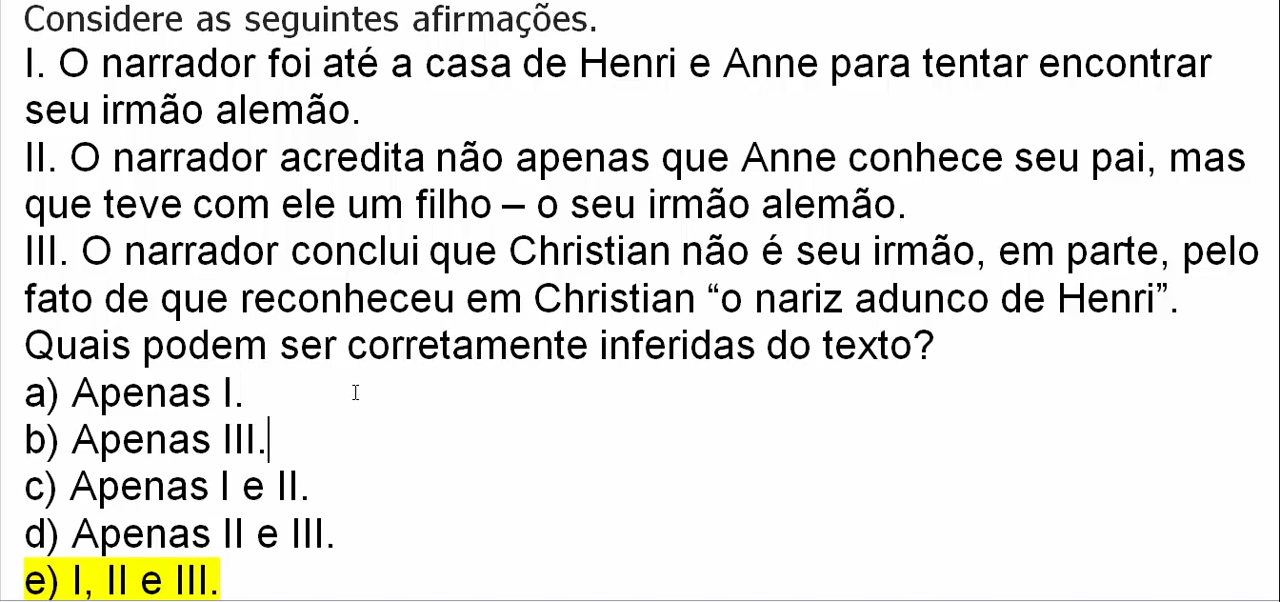 Considere as seguintes afirmações.
I. O narrador foi até a casa de Henri e Anne para tentar encontrar
seu irmão alemão.
II. O narrador acredita não apenas que Anne conhece seu pai, mas
que teve com ele um filho – o seu irmão alemão.
III. O narrador conclui que Christian não é seu irmão, em parte, pelo
fato de que reconheceu em Christian “o nariz adunco de Henri”.
Quais podem ser corretamente inferidas do texto?
a) Apenas I.
b) Apenas III.
c) Apenas I e II.
d) Apenas II e III.
e) I, II e III.